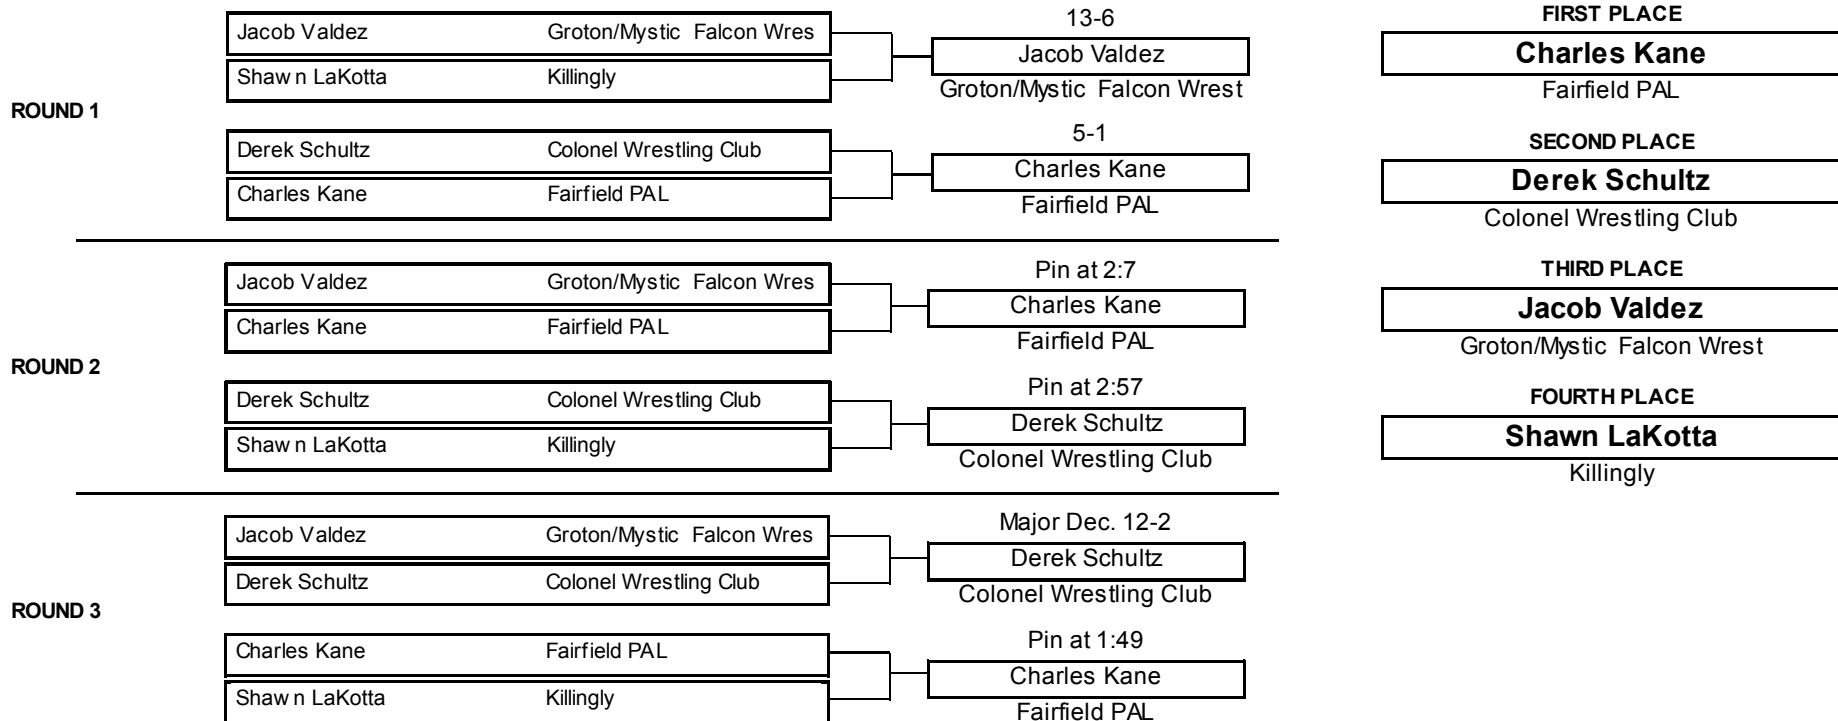 ROUND 1
Jacob Valdez Groton/Mystic Falcon Wres
Shaw n LaKotta Killingly
13-6
Jacob Valdez
Groton/Mystic Falcon Wrest
Derek Schultz Colonel Wrestling Club
Charles Kane Fairfield PAL
5-1
Charles Kane
Fairfield PAL
ROUND 2
Jacob Valdez Groton/Mystic Falcon Wres
Charles Kane Fairfield PAL
Pin at 2:7
Charles Kane
Fairfield PAL
Derek Schultz Colonel Wrestling Club
Shaw n LaKotta Killingly
Pin at 2:57
Derek Schultz
Colonel Wrestling Club
ROUND 3
Jacob Valdez Groton/Mystic Falcon Wres
Derek Schultz Colonel Wrestling Club
Major Dec. 12-2
Derek Schultz
Colonel Wrestling Club
Charles Kane Fairfield PAL
Shaw n LaKotta Killingly
Pin at 1:49
Charles Kane
Fairfield PAL
FIRST PLACE
Charles Kane
Fairfield PAL
SECOND PLACE
Derek Schultz
Colonel Wrestling Club
THIRD PLACE
Jacob Valdez
Groton/Mystic Falcon Wrest
FOURTH PLACE
Shawn LaKotta
Killingly